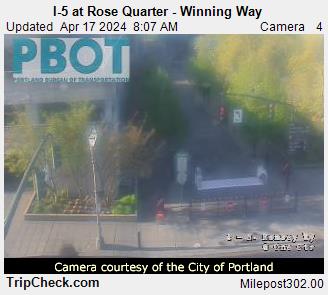 I-5 at Rose Quarter - Winning Way
Updated Apr 17 2024 8:07 AM Camera 4
PBOT
PORTLAND BUREAU OF TRANSPORTATION
Camera courtesy of the City of Portland
TripCheck.com Milepost302.00